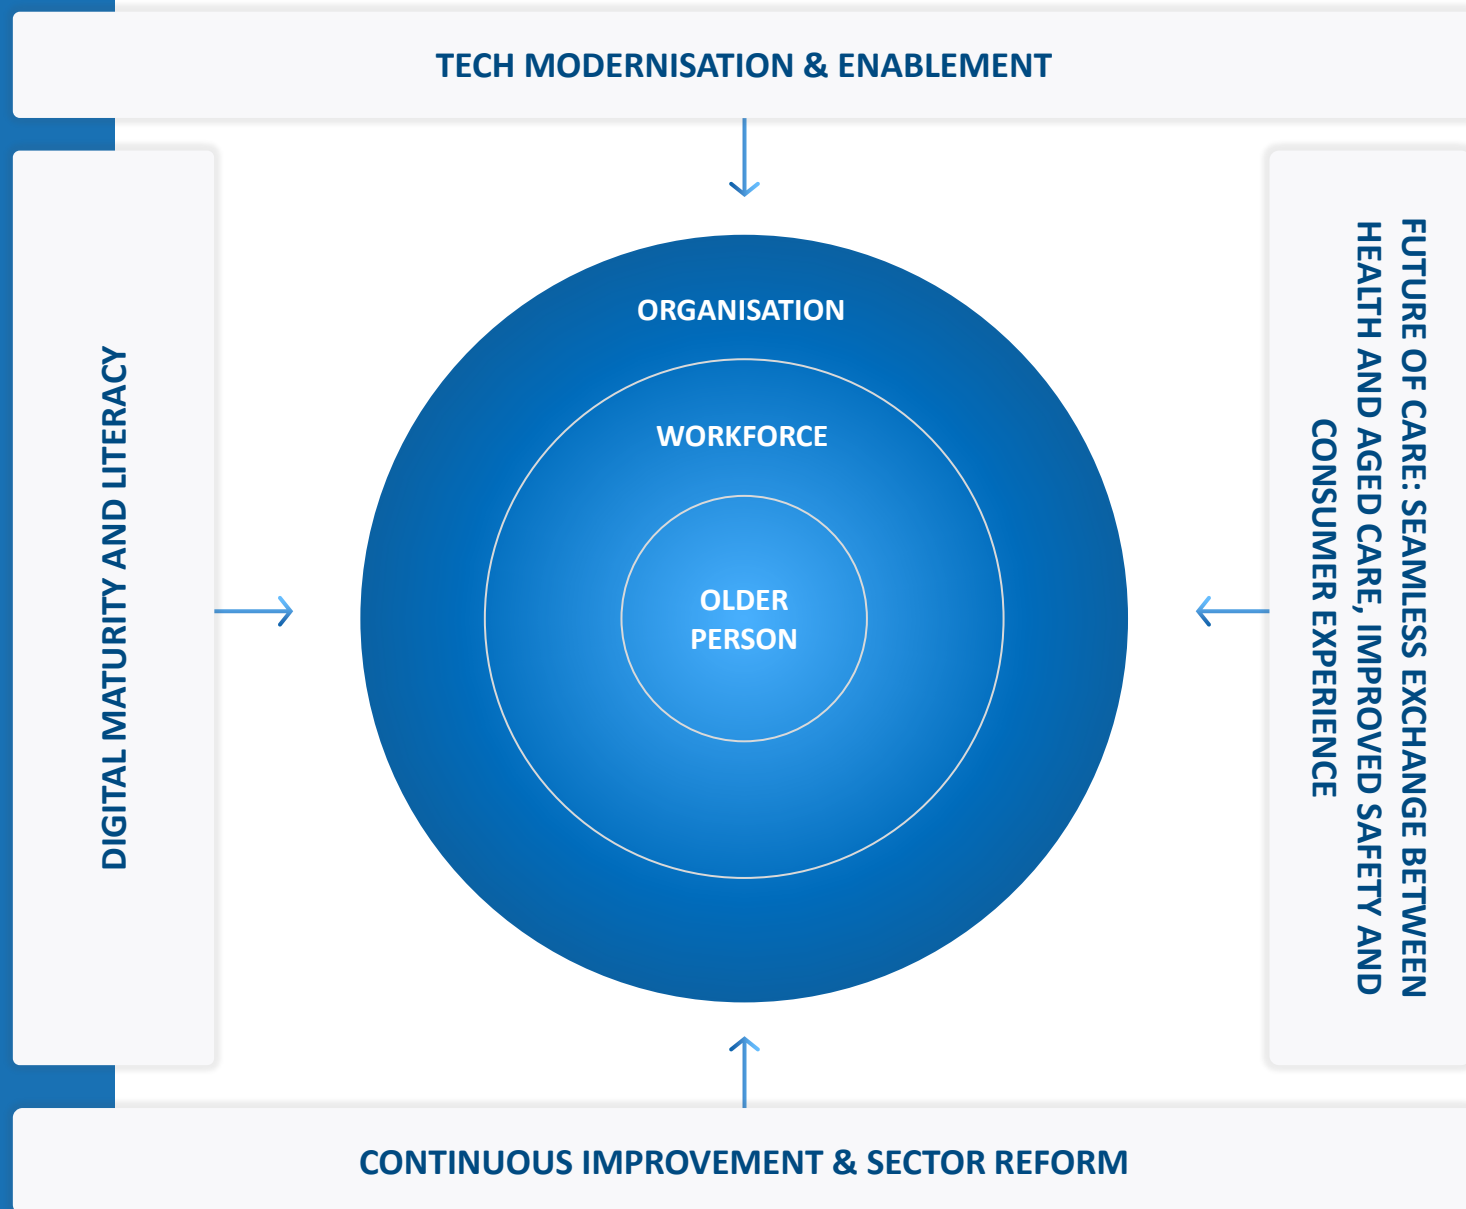 TECH MODERNISATION & ENABLEMENT
DIGITAL MATURITY AND LITERACY
ORGANISATION
WORKFORCE
OLDER
PERSON
FUTURE OF CARE: SEAMLESS EXCHANGE BETWEEN
HEALTH AND AGED CARE, IMPROVED SAFETY AND
CONSUMER EXPERIENCE
CONTINUOUS IMPROVEMENT & SECTOR REFORM